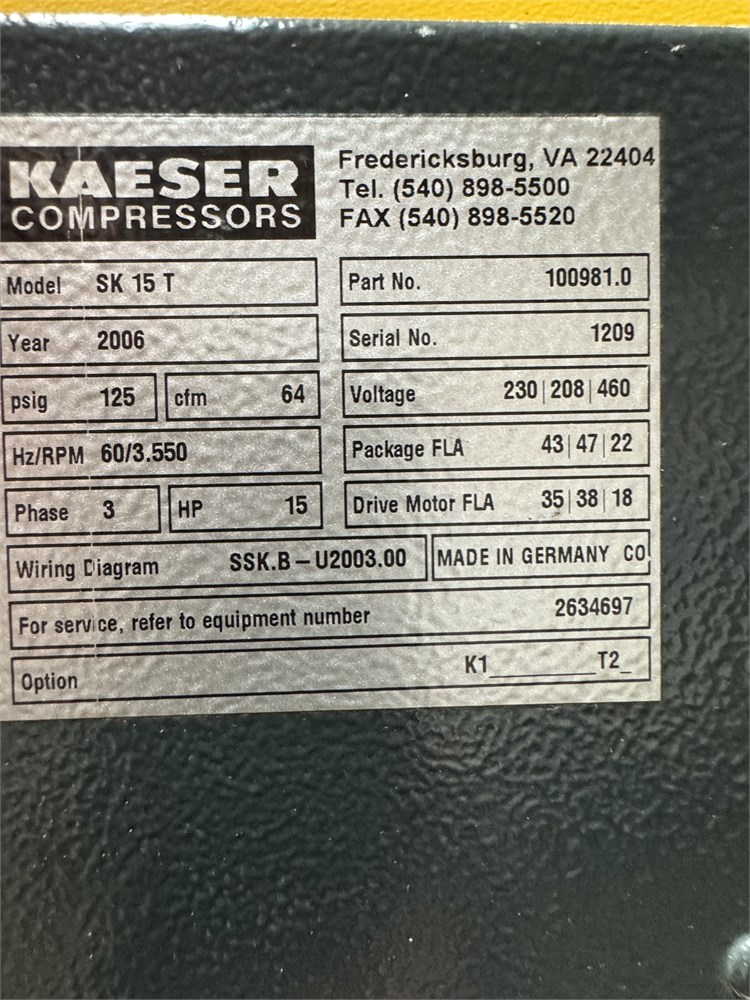 KAESER
COMPRESSORS
Fredericksburg, VA 22404
Tel. (540) 898-5500
FAX (540) 898-5520
Model SK 15 T
Part No. 100981.0
Year 2006
Serial No. 1209
psig 125 cfm 64
Voltage 230|208|460
Hz/RPM 60/3.550
Package FLA 43|47|22
Phase 3 HP 15
Drive Motor FLA 35|38|18
Wiring Diagram SSK.B – U2003.00
MADE IN GERMANY CO
For service, refer to equipment number 2634697
Option K1________T2_